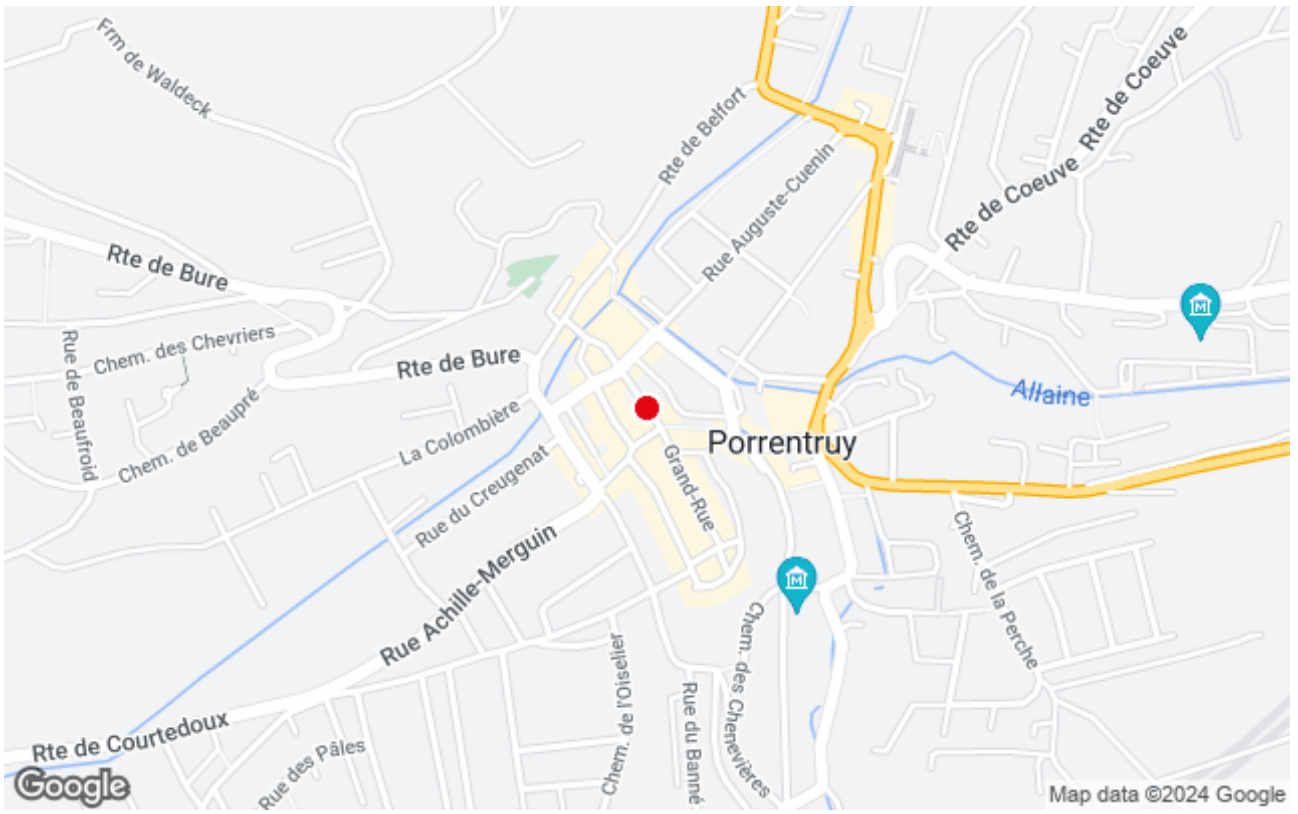 Frm de Waldeck
Rte de Belfort
Rte de Coeuve
Rte de Coeuve
Rte de Coeuve
Rue Auguste-Cuenin
Rte de Bure
Chem. des Chevriers
Rue de Beaufroid
Rte de Bure
Chem. de Beaupré
La Colombière
Allaine
Porrentruy
Rue du Creugenat
Grand-Rue
Rue Achille-Merguin
Chem. de la Perche
Chem. de l'Oiselier
Chem. des Chenevières
Rue du Banné
Rte de Courtedoux
Rue des Pâles
Google
Map data ©2024 Google